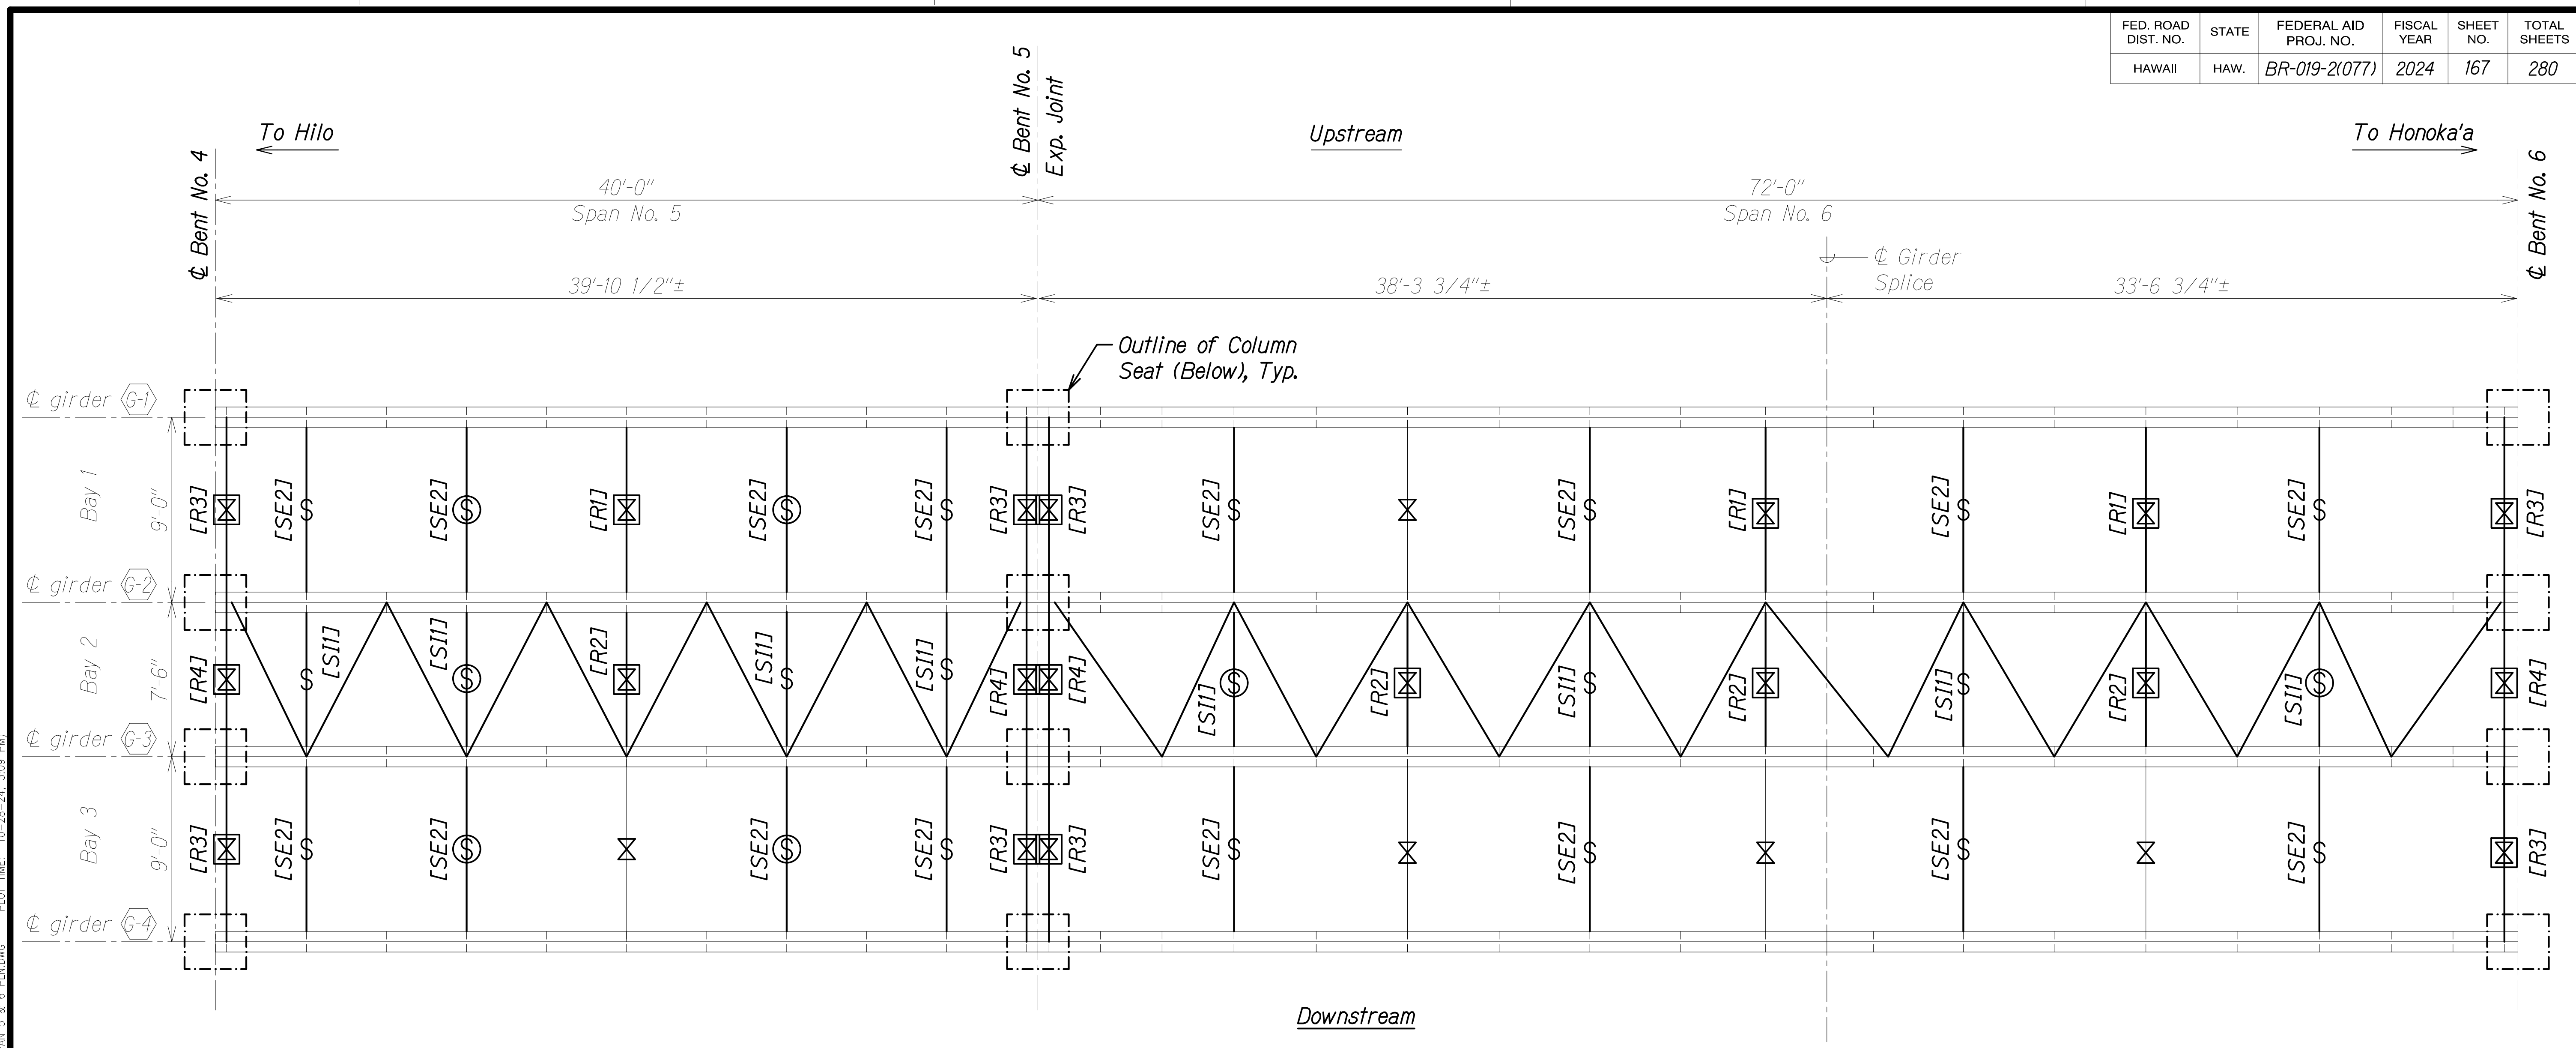 FED. ROAD DIST. NO. STATE FEDERAL AID PROJ. NO. FISCAL YEAR SHEET NO. TOTAL SHEETS
HAWAII HAW. BR-019-2(077) 2024 167 280
To Hilo
Upstream
To Honoka'a
℄ Bent No. 4
℄ Bent No. 5
Exp. Joint
℄ Bent No. 6
40'-0"
Span No. 5
72'-0"
Span No. 6
℄ Girder
Splice
39'-10 1/2"±
38'-3 3/4"±
33'-6 3/4"±
Outline of Column
Seat (Below), Typ.
℄ girder G-1
Bay 1
9'-0"
[R3] [SE2] S [SE2] S [R1] [SE2] S [SE2] S [R3] [R3] [SE2] S [SE2] S [R1] [SE2] S [R1] [SE2] S [R3]
℄ girder G-2
Bay 2
7'-6"
[R4] S [SI1] [SI1] S [R2] [SI1] S [SI1] S [R4] [R4] [SI1] S [R2] [SI1] S [R2] [SI1] S [R2] [SI1] S [R4]
℄ girder G-3
Bay 3
9'-0"
[R3] [SE2] S [SE2] S [SE2] S [SE2] S [R3] [R3] [SE2] S [SE2] S [SE2] S [SE2] S [R3]
℄ girder G-4
Downstream